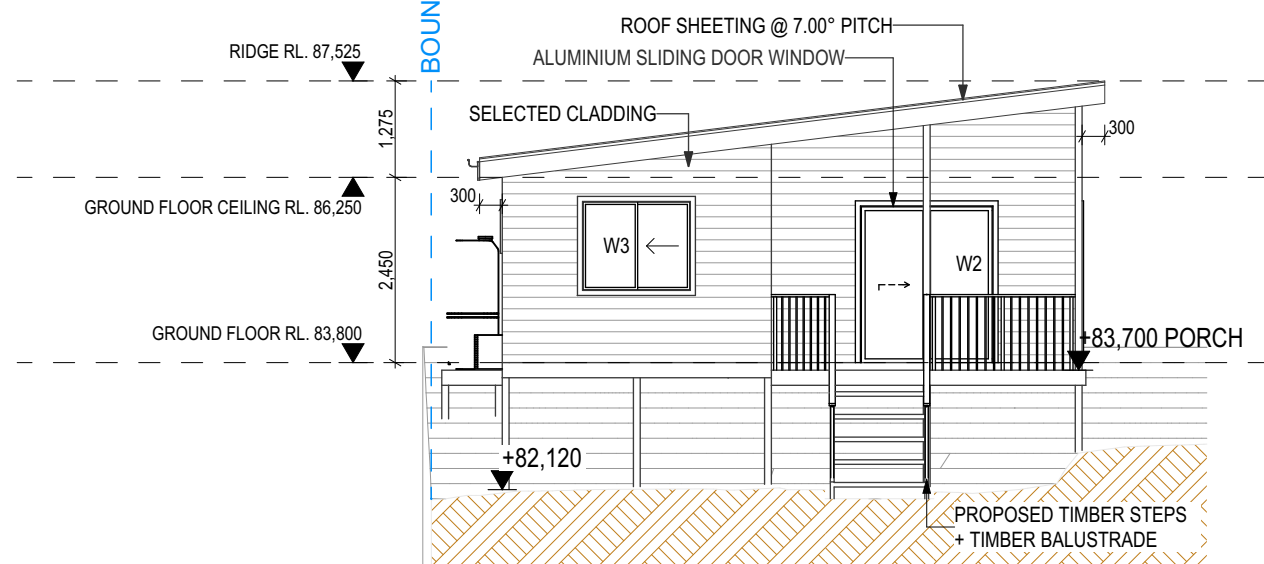 BOUN
ROOF SHEETING @ 7.00° PITCH
RIDGE RL. 87,525
ALUMINIUM SLIDING DOOR WINDOW
SELECTED CLADDING
1,275
300
300
GROUND FLOOR CEILING RL. 86,250
W3
W2
2,450
GROUND FLOOR RL. 83,800
+83,700 PORCH
+82,120
PROPOSED TIMBER STEPS
+ TIMBER BALUSTRADE